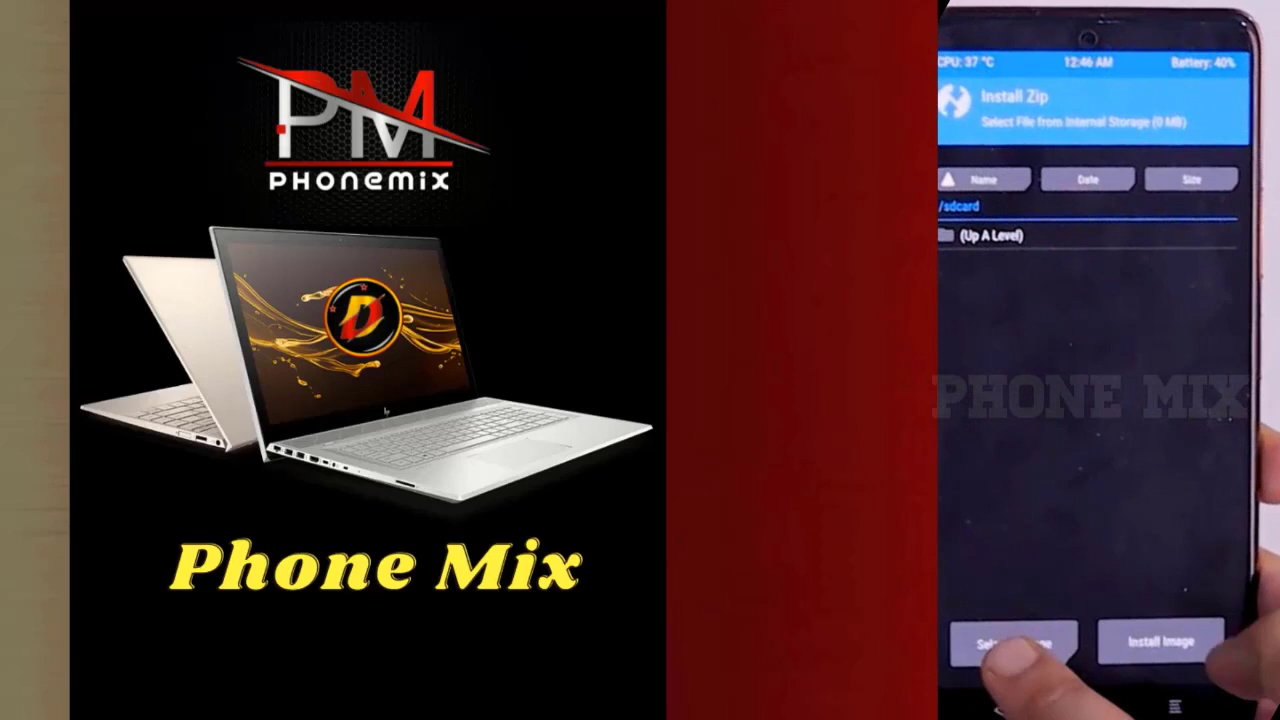 PM
PHONEMIX
hp
Phone Mix
CPU: 37 °C
12:46 AM
Battery: 40%
Install Zip
Select File from Internal Storage (0 MB)
Name
Date
Size
/sdcard
(Up A Level)
PHONE MIX
Install Image